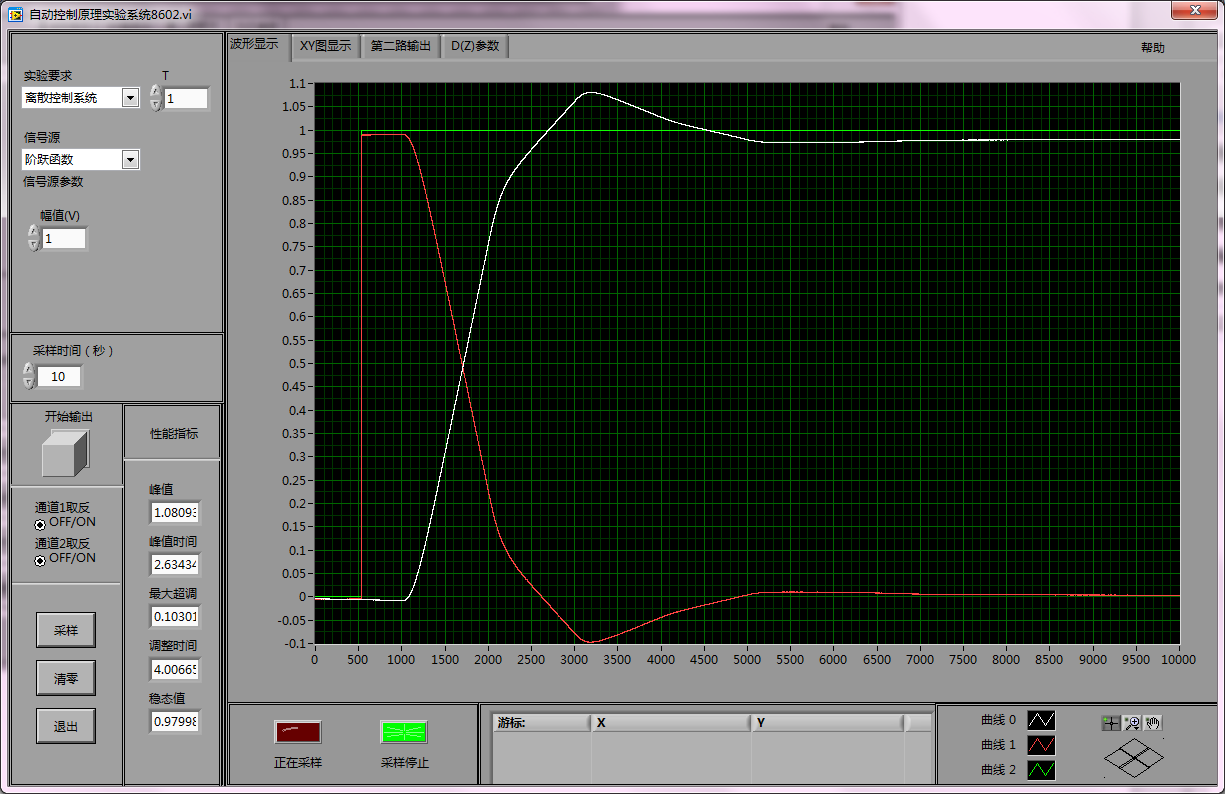 自动控制原理实验系统8602.vi
波形显示 XY图显示 第二路输出 D(Z)参数 帮助
实验要求 T
离散控制系统 1
信号源
阶跃函数
信号源参数
幅值(V)
1
采样时间（秒）
10
开始输出
通道1取反
OFF/ON
通道2取反
OFF/ON
采样
清零
退出
性能指标
峰值
1.0809
峰值时间
2.6343
最大超调
0.1030
调整时间
4.0066
稳态值
0.9799
1.1
1.05
1
0.95
0.9
0.85
0.8
0.75
0.7
0.65
0.6
0.55
0.5
0.45
0.4
0.35
0.3
0.25
0.2
0.15
0.1
0.05
0
-0.05
-0.1
0 500 1000 1500 2000 2500 3000 3500 4000 4500 5000 5500 6000 6500 7000 7500 8000 8500 9000 9500 10000
正在采样 采样停止
游标: X Y
曲线 0
曲线 1
曲线 2